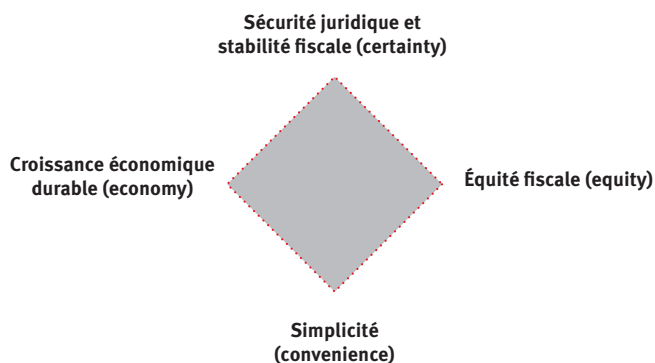 Sécurité juridique et
stabilité fiscale (certainty)
Croissance économique
durable (economy)
Équité fiscale (equity)
Simplicité
(convenience)